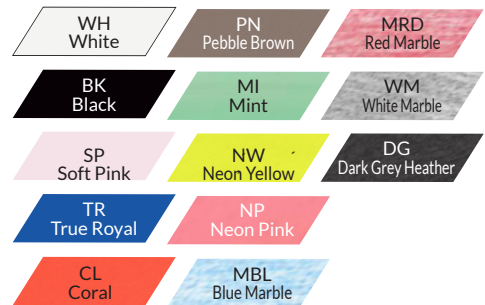 WH
White
PN
Pebble Brown
MRD
Red Marble
BK
Black
MI
Mint
WM
White Marble
SP
Soft Pink
NW
Neon Yellow
DG
Dark Grey Heather
TR
True Royal
NP
Neon Pink
CL
Coral
MBL
Blue Marble